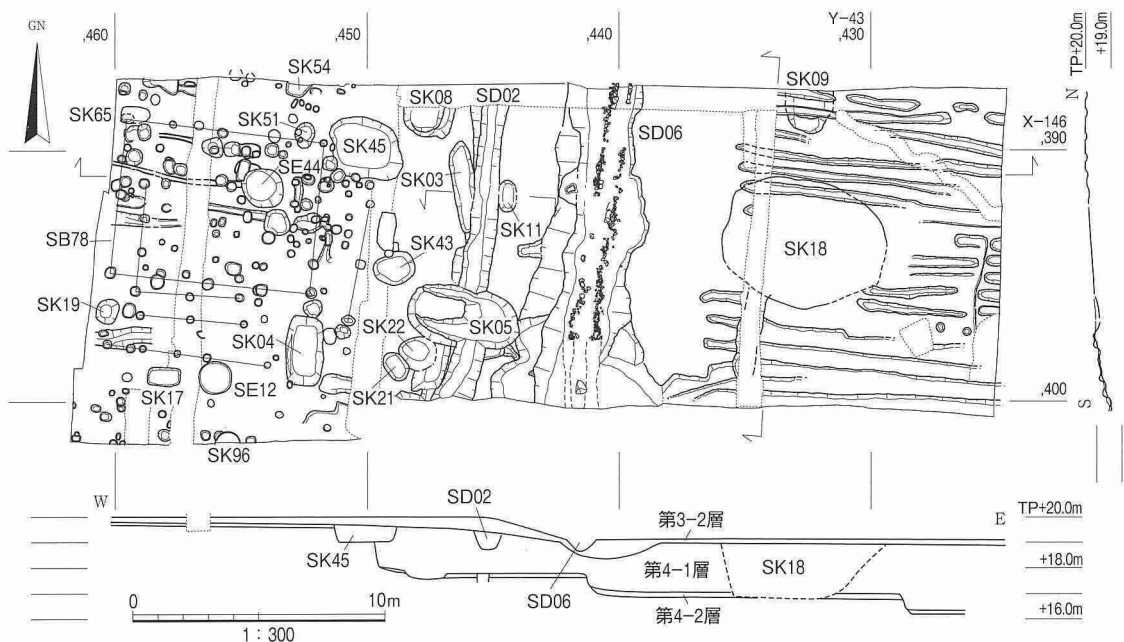 GN
,460
,450
,440
Y-43
,430
TP+20.0m
+19.0m
N
X-146
,390
SK54
SK09
SK08
SD02
SK65
SK51
SK45
SD06
SE44
SK03
SK11
SB78
SK43
SK18
SK19
SK22
SK05
SK04
SK17
SE12
SK21
,400
S
SK96
W
SD02
E
TP+20.0m
第3-2層
SK45
第4-1層
SK18
+18.0m
SD06
第4-2層
+16.0m
0
10m
1:300